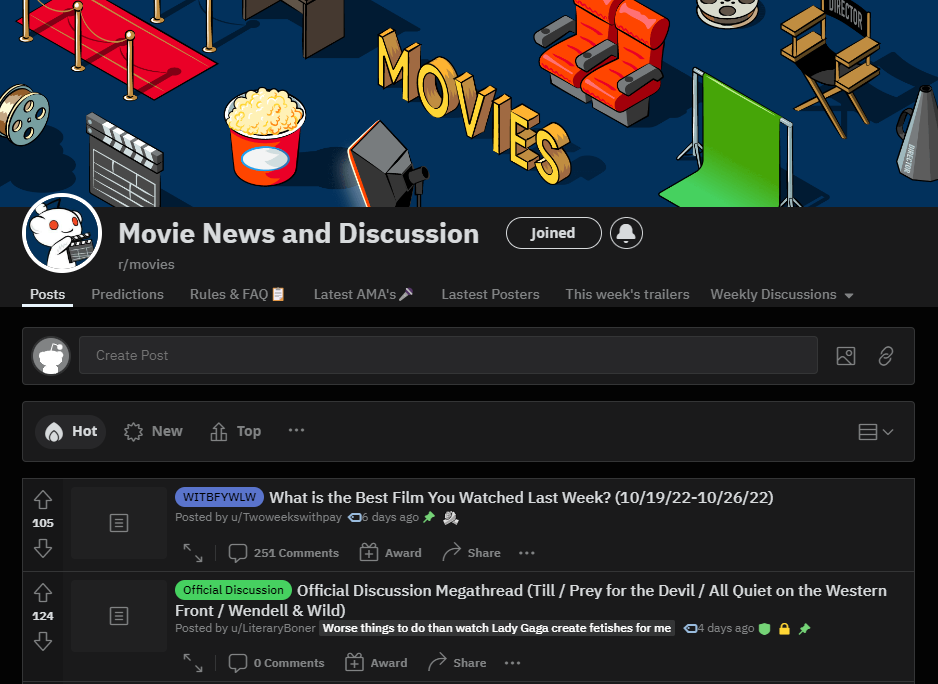 DIRECTOR
MOVIES
DIRECTOR
Movie News and Discussion
Joined
r/movies
Posts
Predictions
Rules & FAQ📋
Latest AMA's🎤
Lastest Posters
This week's trailers
Weekly Discussions
Create Post
Hot
New
Top
•••
WITBFYWLW What is the Best Film You Watched Last Week? (10/19/22-10/26/22)
Posted by u/Twoweekswithpay 6 days ago
105
251 Comments
Award
Share
•••
Official Discussion Official Discussion Megathread (Till / Prey for the Devil / All Quiet on the Western
Front / Wendell & Wild)
Posted by u/LiteraryBoner Worse things to do than watch Lady Gaga create fetishes for me 4 days ago
124
0 Comments
Award
Share
•••